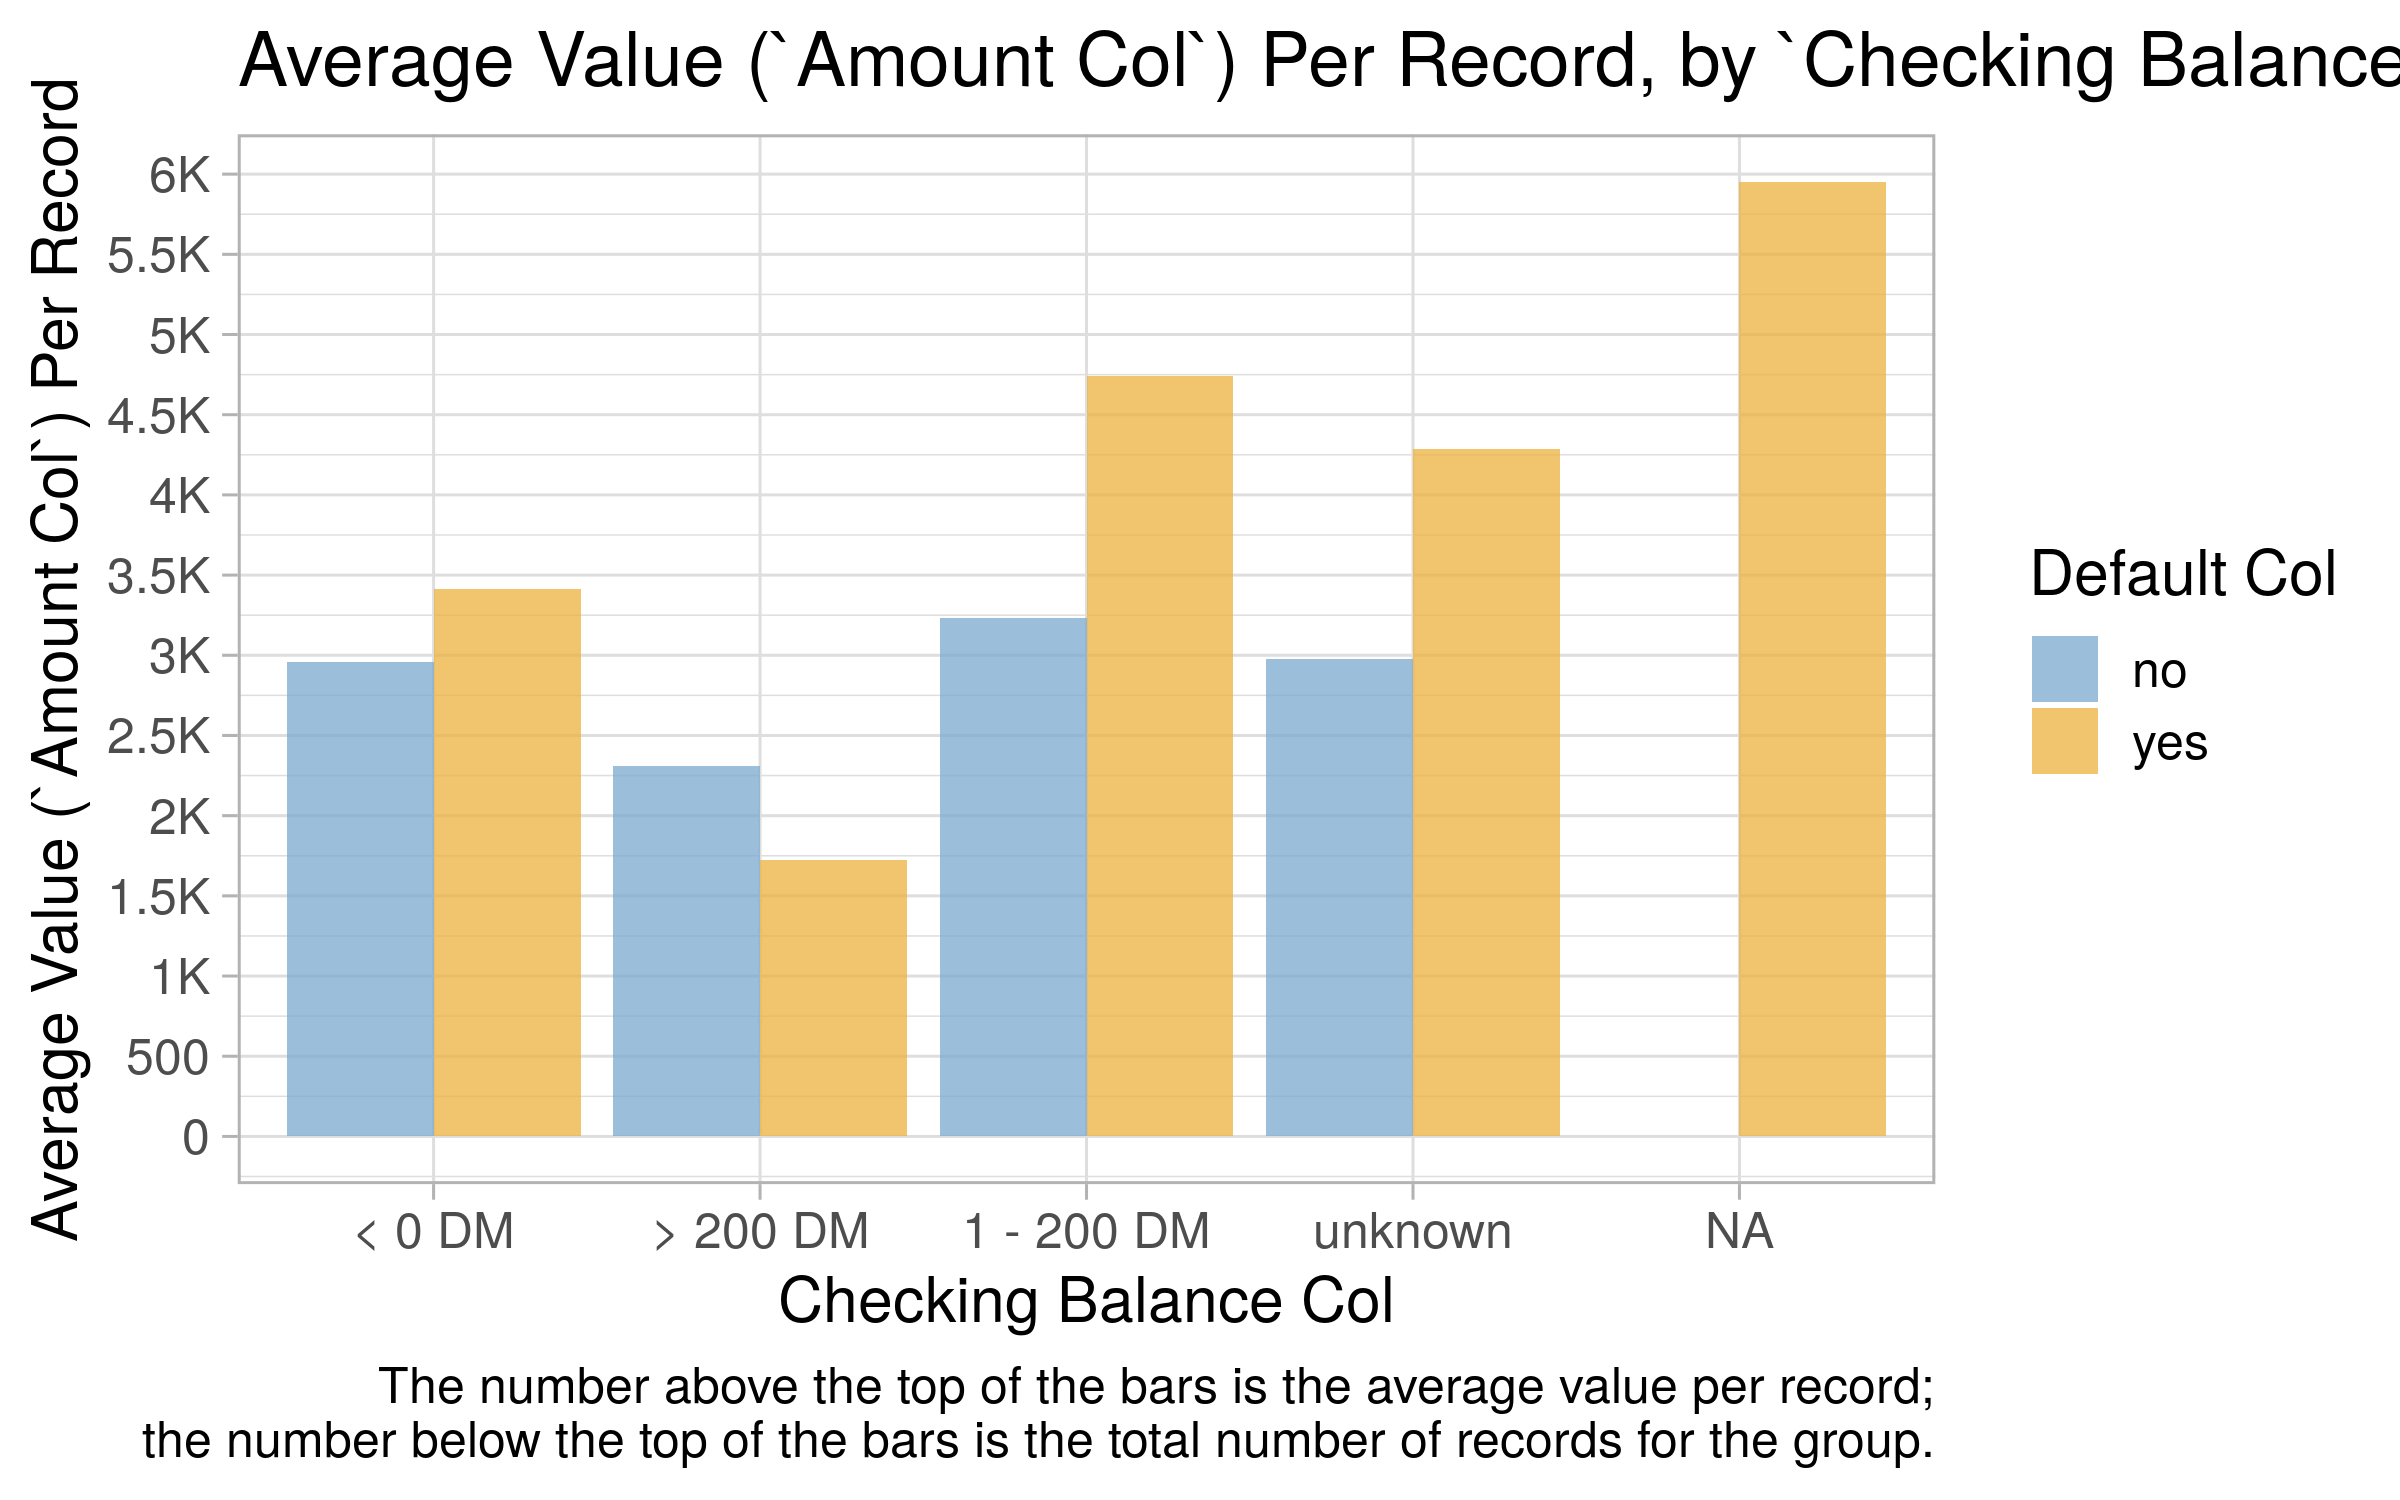 Average Value (`Amount Col`) Per Record, by `Checking Balance
Average Value (`Amount Col`) Per Record
6K
5.5K
5K
4.5K
4K
3.5K
3K
2.5K
2K
1.5K
1K
500
0
< 0 DM
> 200 DM
1 - 200 DM
unknown
NA
Checking Balance Col
Default Col
no
yes
The number above the top of the bars is the average value per record;
the number below the top of the bars is the total number of records for the group.